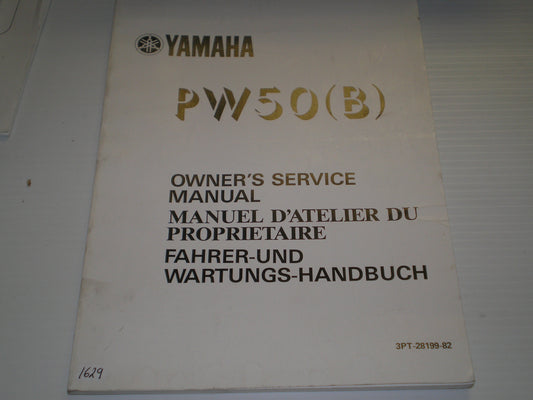 YAMAHA
PW50(B)
OWNER'S SERVICE
MANUAL
MANUEL D'ATELIER DU
PROPRIETAIRE
FAHRER-UND
WARTUNGS-HANDBUCH
3PT-28199-82
1629